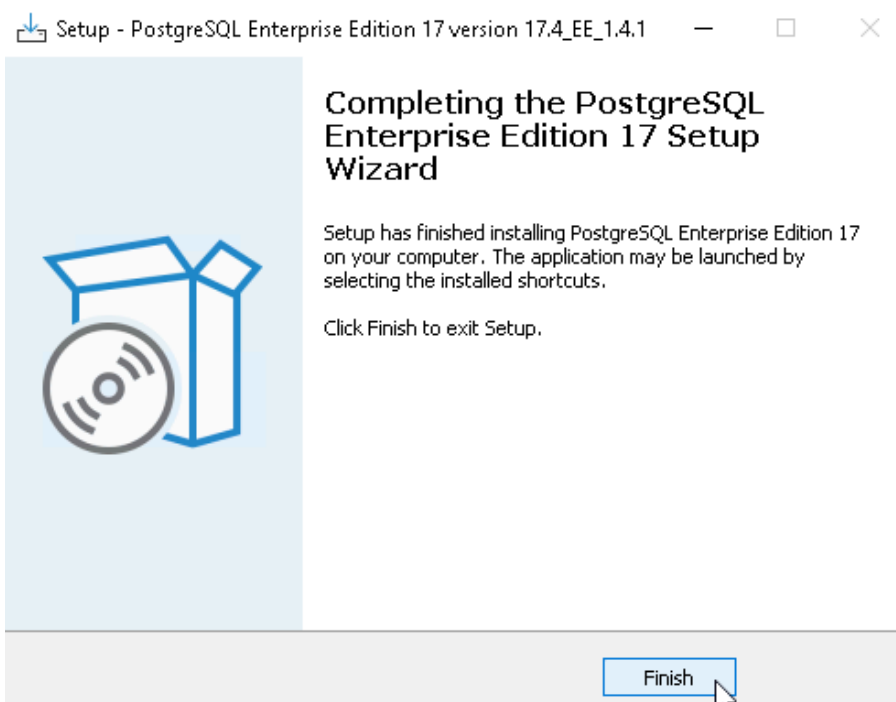 Setup - PostgreSQL Enterprise Edition 17 version 17.4_EE_1.4.1
Completing the PostgreSQL
Enterprise Edition 17 Setup
Wizard
Setup has finished installing PostgreSQL Enterprise Edition 17
on your computer. The application may be launched by
selecting the installed shortcuts.
Click Finish to exit Setup.
Finish